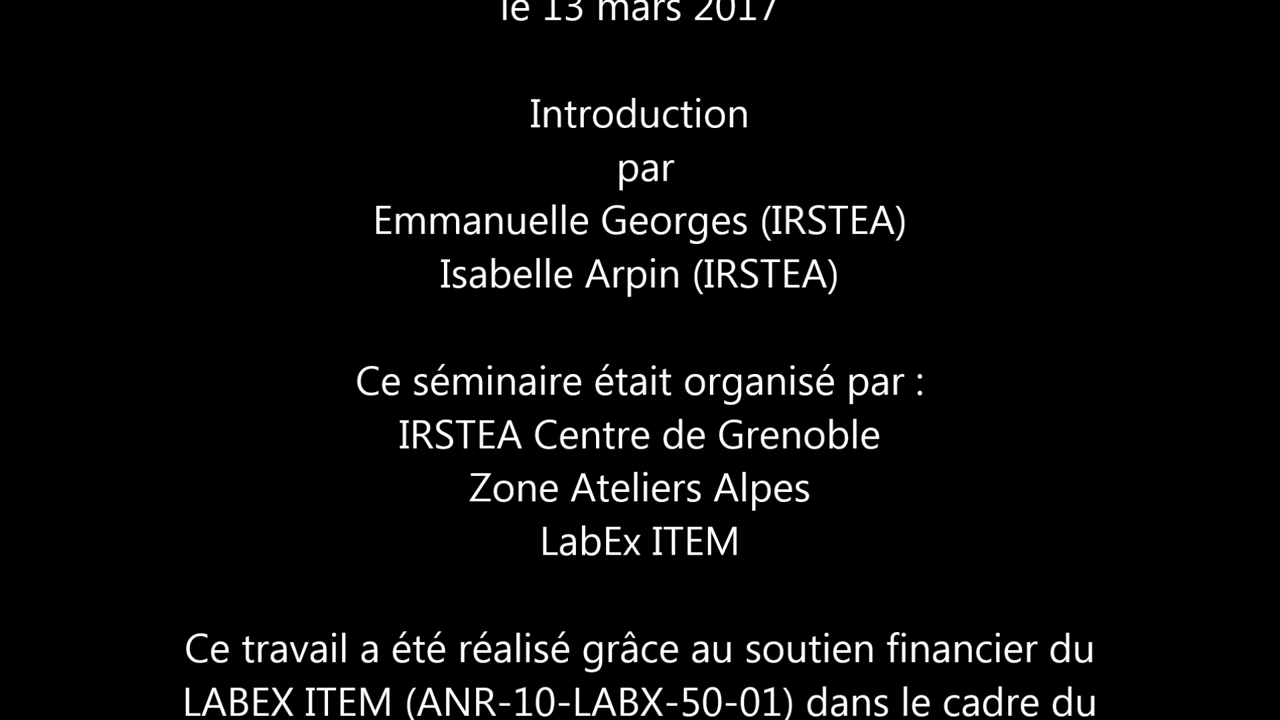 le 13 mars 2017
Introduction
par
Emmanuelle Georges (IRSTEA)
Isabelle Arpin (IRSTEA)
Ce séminaire était organisé par :
IRSTEA Centre de Grenoble
Zone Ateliers Alpes
LabEx ITEM
Ce travail a été réalisé grâce au soutien financier du
LABEX ITEM (ANR-10-LABX-50-01) dans le cadre du